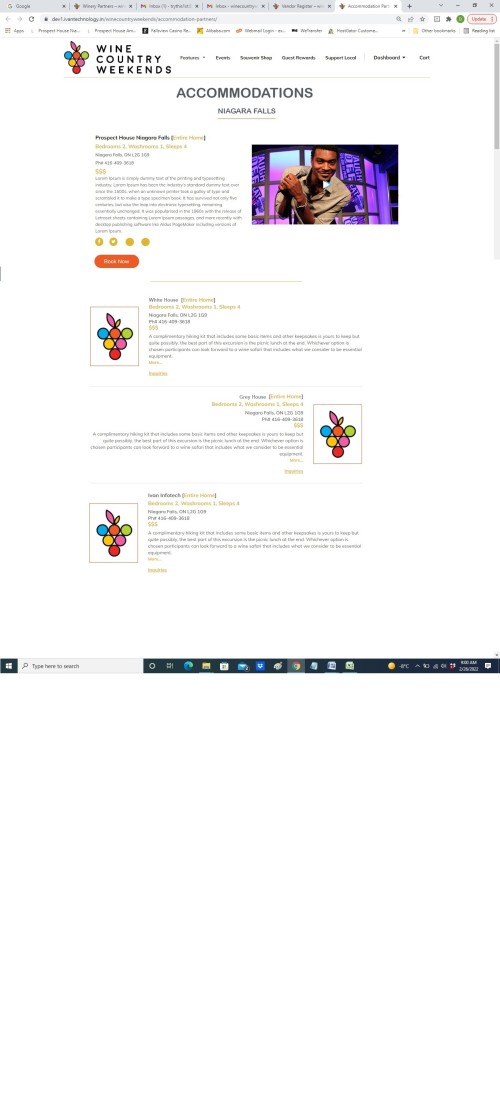 Google
Winery Partners
Inbox (1)
Inbox
Vendor Register
Accommodation Part
dev1.ivantechnology.in/winecountryweekends/accommodation-partners/
Update
Apps
Prospect House Nia...
Prospect House Am...
Fallsview Casino Re...
Alibabacom
Webmail Login
WeTransfer
HostGator Custome...
Other bookmarks
Reading list
WINE
COUNTRY
WEEKENDS
Features
Events
Souvenir Shop
Guest Rewards
Support Local
Dashboard
Cart
ACCOMMODATIONS
NIAGARA FALLS
Prospect House Niagara Falls [Entire Home]
Bedrooms 2, Washrooms 1, Sleeps 4
Niagara Falls, ON L2G 1G9
Ph# 416-409-3618
$$$
Lorem Ipsum is simply dummy text of the printing and typesetting
industry. Lorem Ipsum has been the industry's standard dummy text ever
since the 1500s, when an unknown printer took a galley of type and
scrambled it to make a type specimen book. It has survived not only five
centuries, but also the leap into electronic typesetting, remaining
essentially unchanged. It was popularised in the 1960s with the release of
Letraset sheets containing Lorem Ipsum passages, and more recently with
desktop publishing software like Aldus PageMaker including versions of
Lorem Ipsum.
Book Now
White House [Entire Home]
Bedrooms 2, Washrooms 1, Sleeps 4
Niagara Falls, ON L2G 1G9
Ph# 416-409-3618
$$$
A complimentary hiking kit that includes some basic items and other keepsakes is yours to keep but
quite possibly, the best part of this excursion is the picnic lunch at the end. Whichever option is
chosen participants can look forward to a wine safari that includes what we consider to be essential
equipment.
More...
Inquiries
Gray House [Entire Home]
Bedrooms 2, Washrooms 1, Sleeps 4
Niagara Falls, ON L2G 1G9
Ph# 416-409-3618
$$$
A complimentary hiking kit that includes some basic items and other keepsakes is yours to keep but
quite possibly, the best part of this excursion is the picnic lunch at the end. Whichever option is
chosen participants can look forward to a wine safari that includes what we consider to be essential
equipment.
More...
Inquiries
Ivan Infotech [Entire Home]
Bedrooms 2, Washrooms 1, Sleeps 4
Niagara Falls, ON L2G 1G9
Ph# 416-409-3618
$$$
A complimentary hiking kit that includes some basic items and other keepsakes is yours to keep but
quite possibly, the best part of this excursion is the picnic lunch at the end. Whichever option is
chosen participants can look forward to a wine safari that includes what we consider to be essential
equipment.
More...
Inquiries
Type here to search
9:00 AM
2/26/2022